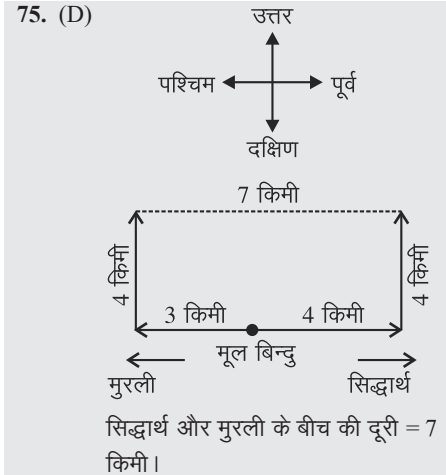 75. (D)
उत्तर
पश्चिम पूर्व
दक्षिण
7 किमी
4 किमी 4 किमी
3 किमी 4 किमी
मूल बिन्दु
मुरली सिद्धार्थ
सिद्धार्थ और मुरली के बीच की दूरी = 7
किमी।